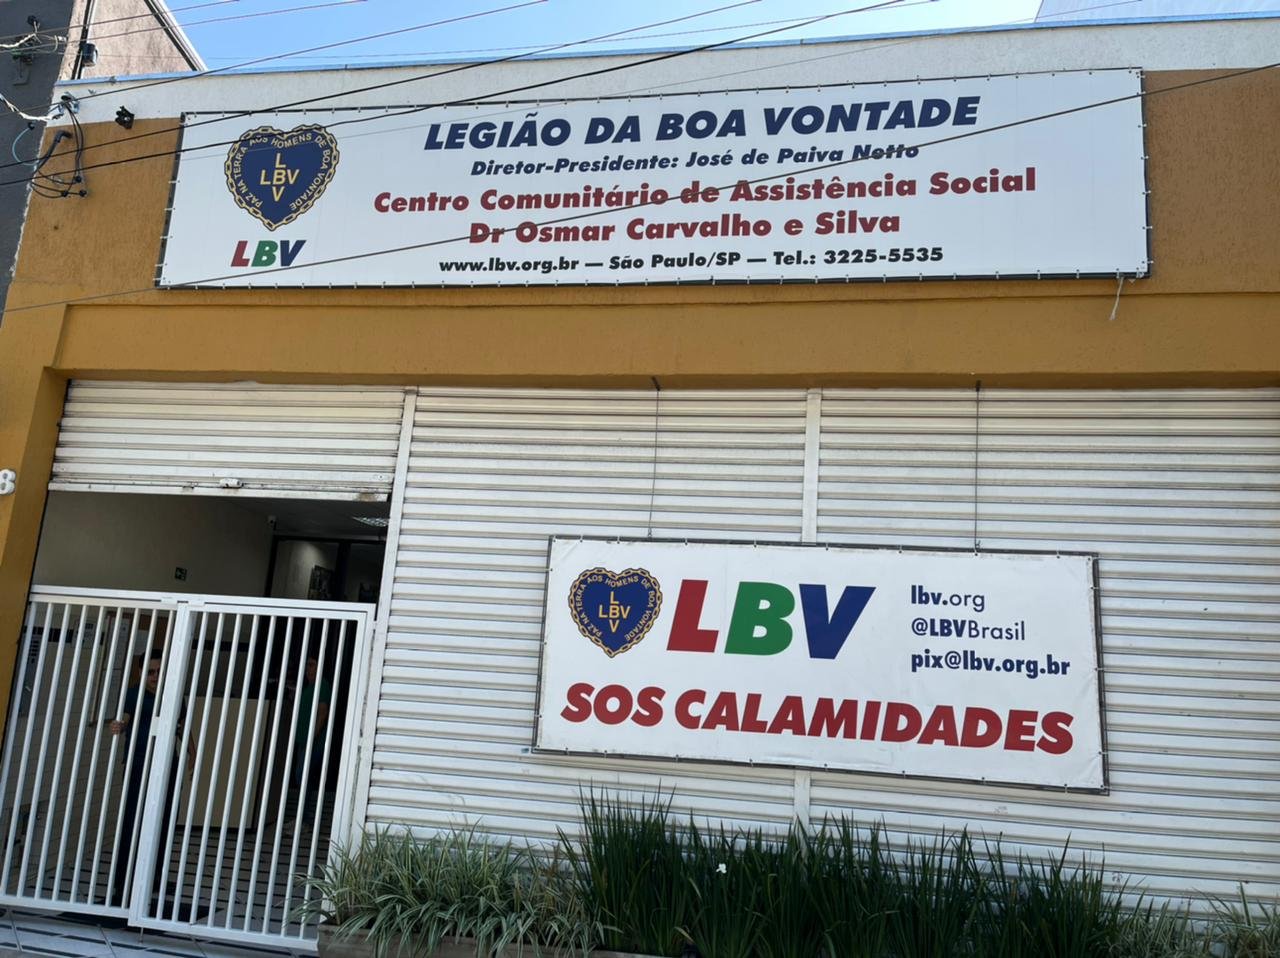 PAZ NA TERRA AOS HOMENS DE BOA VONTADE
L
LBV
V
LBV
LEGIÃO DA BOA VONTADE
Diretor-Presidente: José de Paiva Netto
Centro Comunitário de Assistência Social
Dr Osmar Carvalho e Silva
www.lbv.org.br — São Paulo/SP — Tel.: 3225-5535
8
PAZ NA TERRA AOS HOMENS DE BOA VONTADE
L
LBV
V
LBV
lbv.org
@LBVBrasil
pix@lbv.org.br
SOS CALAMIDADES